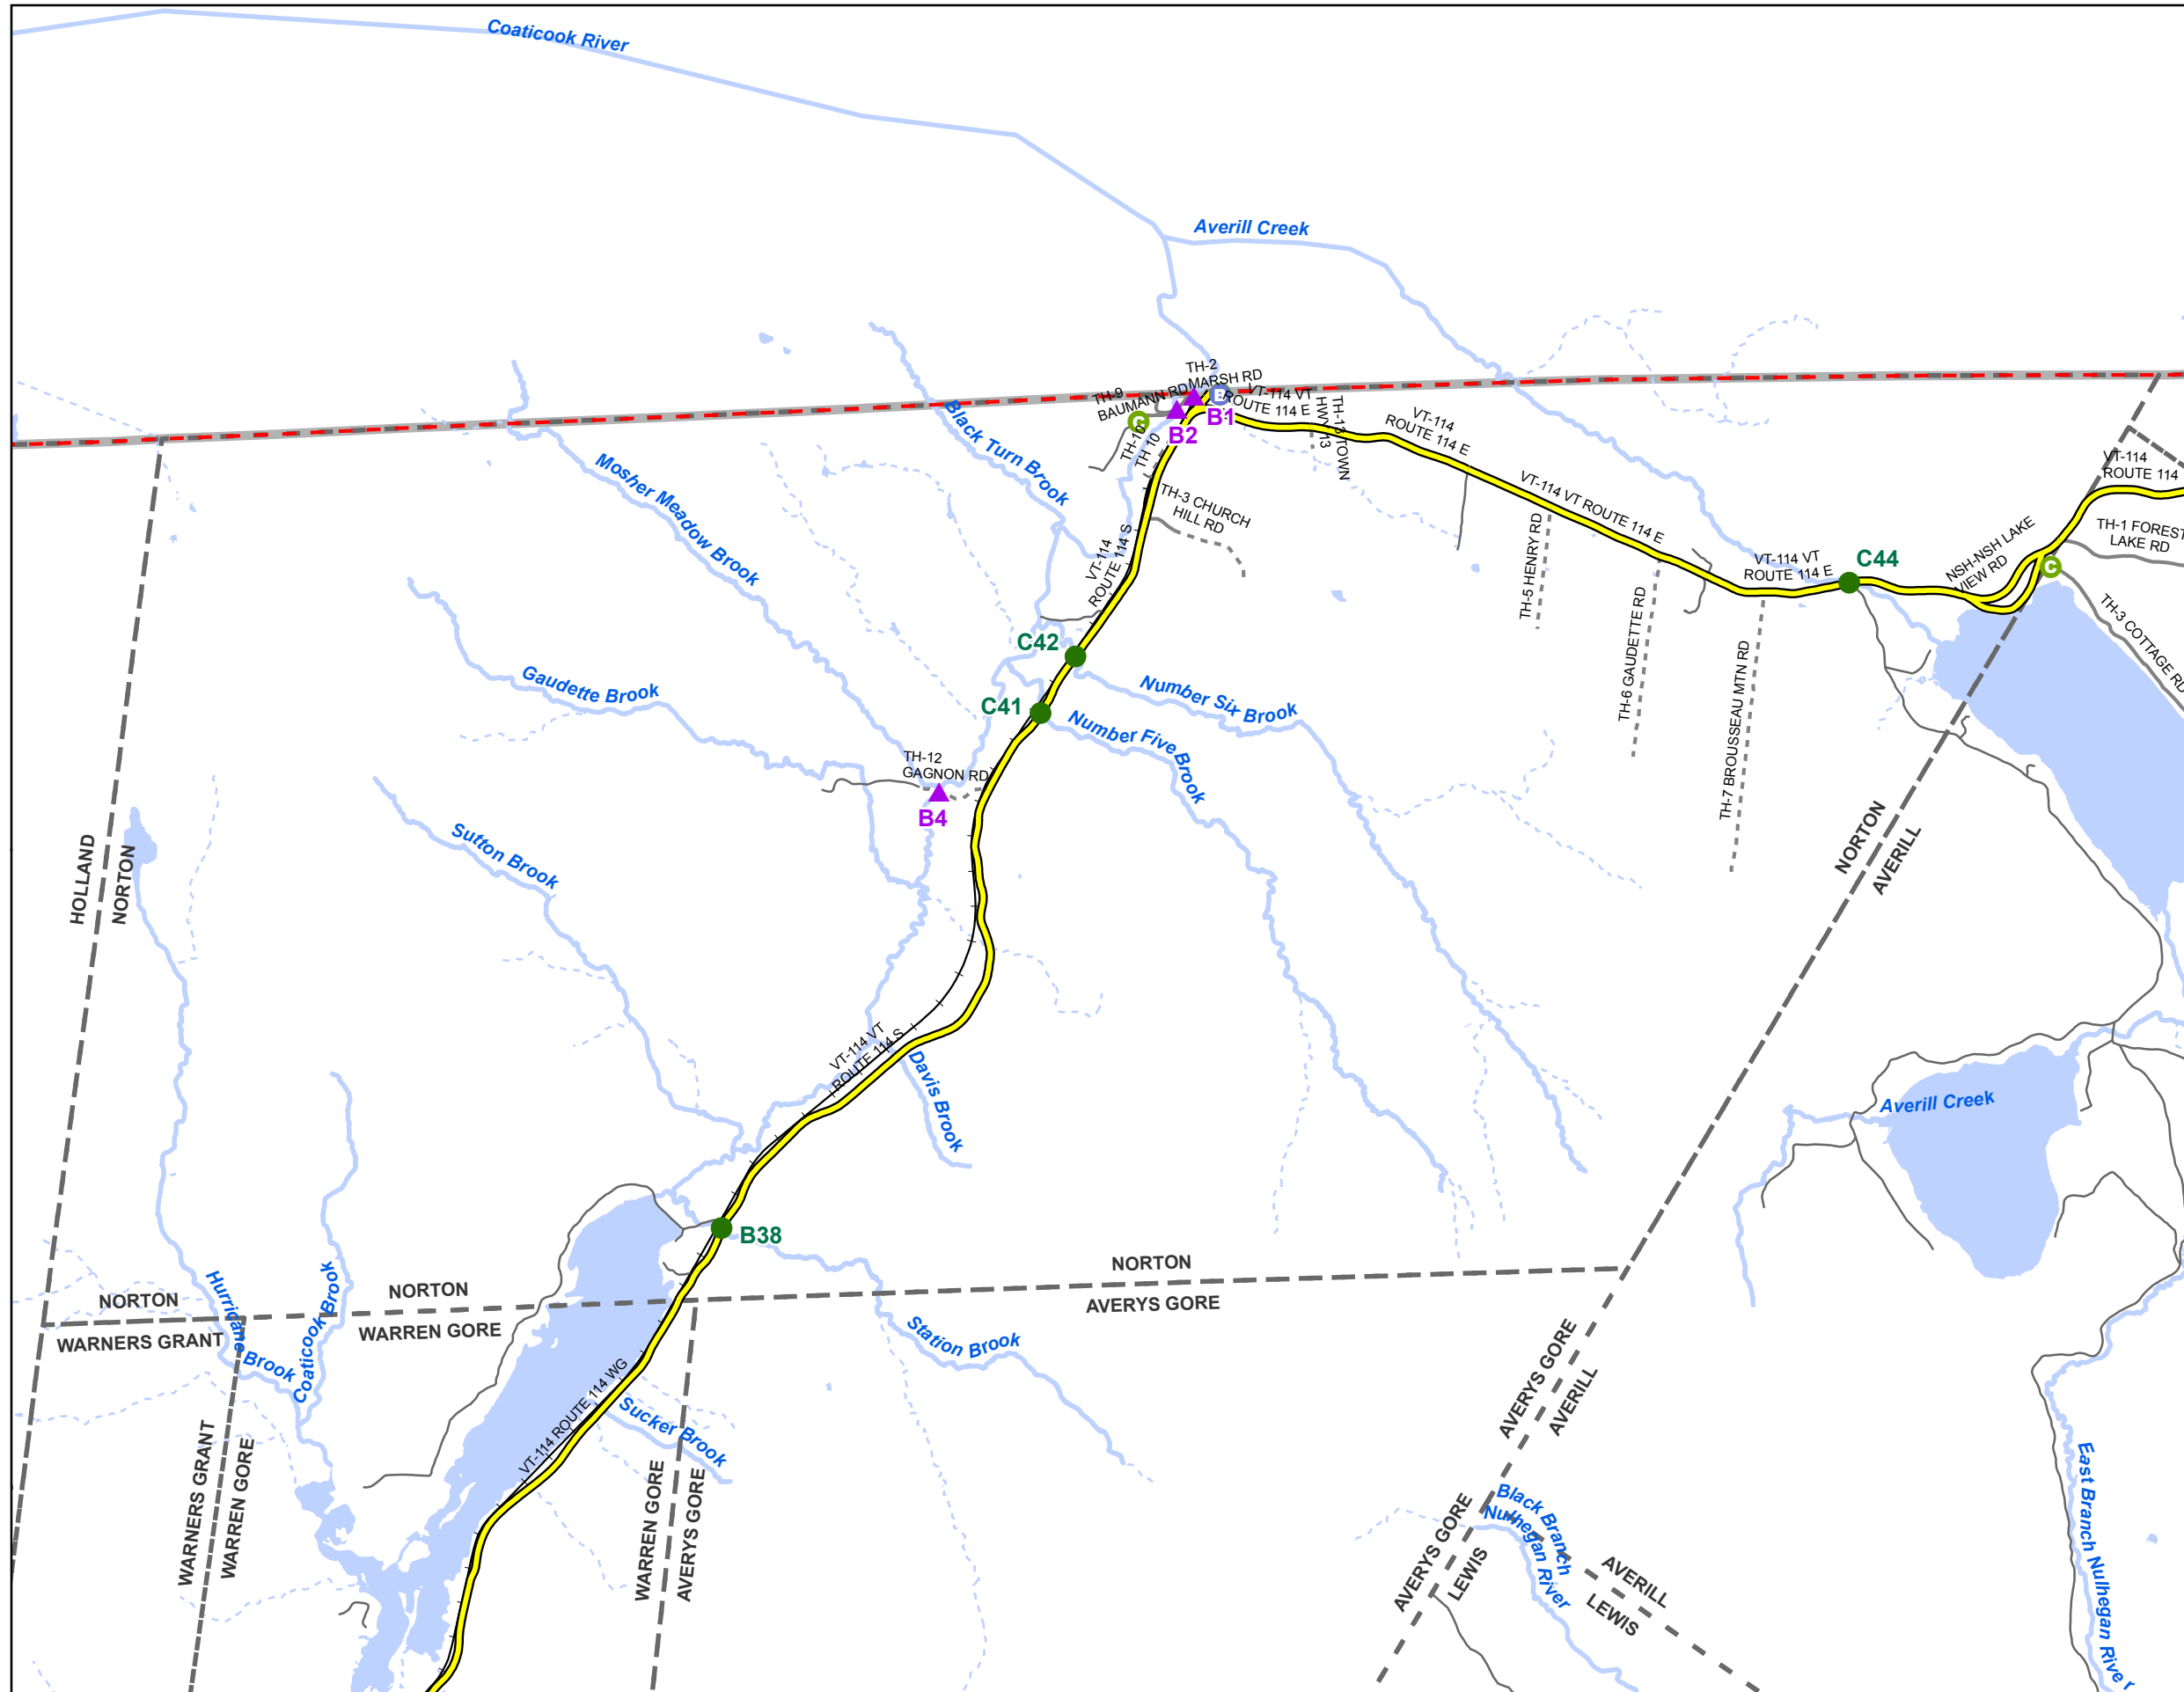 Coaticook River
Averill Creek
TH-2
MARSH RD
TH-9
BAUMANN RD
VT-114 VT
ROUTE 114 E
B1
B2
C
TH-10
TH 10
TH-13 TOWN
HWY 13
VT-114
ROUTE 114 E
VT-114
ROUTE 114
Black Turn Brook
Mosher Meadow Brook
TH-3 CHURCH
HILL RD
VT-114 VT ROUTE 114 E
TH-5 HENRY RD
VT-114
ROUTE 114 S
TH-1 FOREST
LAKE RD
NSH-NSH LAKE
VIEW RD
C
VT-114 VT
ROUTE 114 E
C44
TH-6 GAUDETTE RD
TH-3 COTTAGE RD
C42
Gaudette Brook
Number Six Brook
C41
Number Five Brook
TH-7 BROUSSEAU MTN RD
TH-12
GAGNON RD
B4
Sutton Brook
HOLLAND
NORTON
NORTON
AVERILL
VT-114 VT
ROUTE 114 S
Davis Brook
Averill Creek
B38
NORTON
WARNERS GRANT
Hurricane Brook
Coaticook Brook
NORTON
WARREN GORE
NORTON
AVERYS GORE
Station Brook
AVERYS GORE
AVERILL
VT-114 ROUTE 114 WG
Sucker Brook
WARNERS GRANT
WARREN GORE
WARREN GORE
AVERYS GORE
AVERYS GORE
LEWIS
Black Branch
Nulhegan River
AVERILL
LEWIS
East Branch Nulhegan River